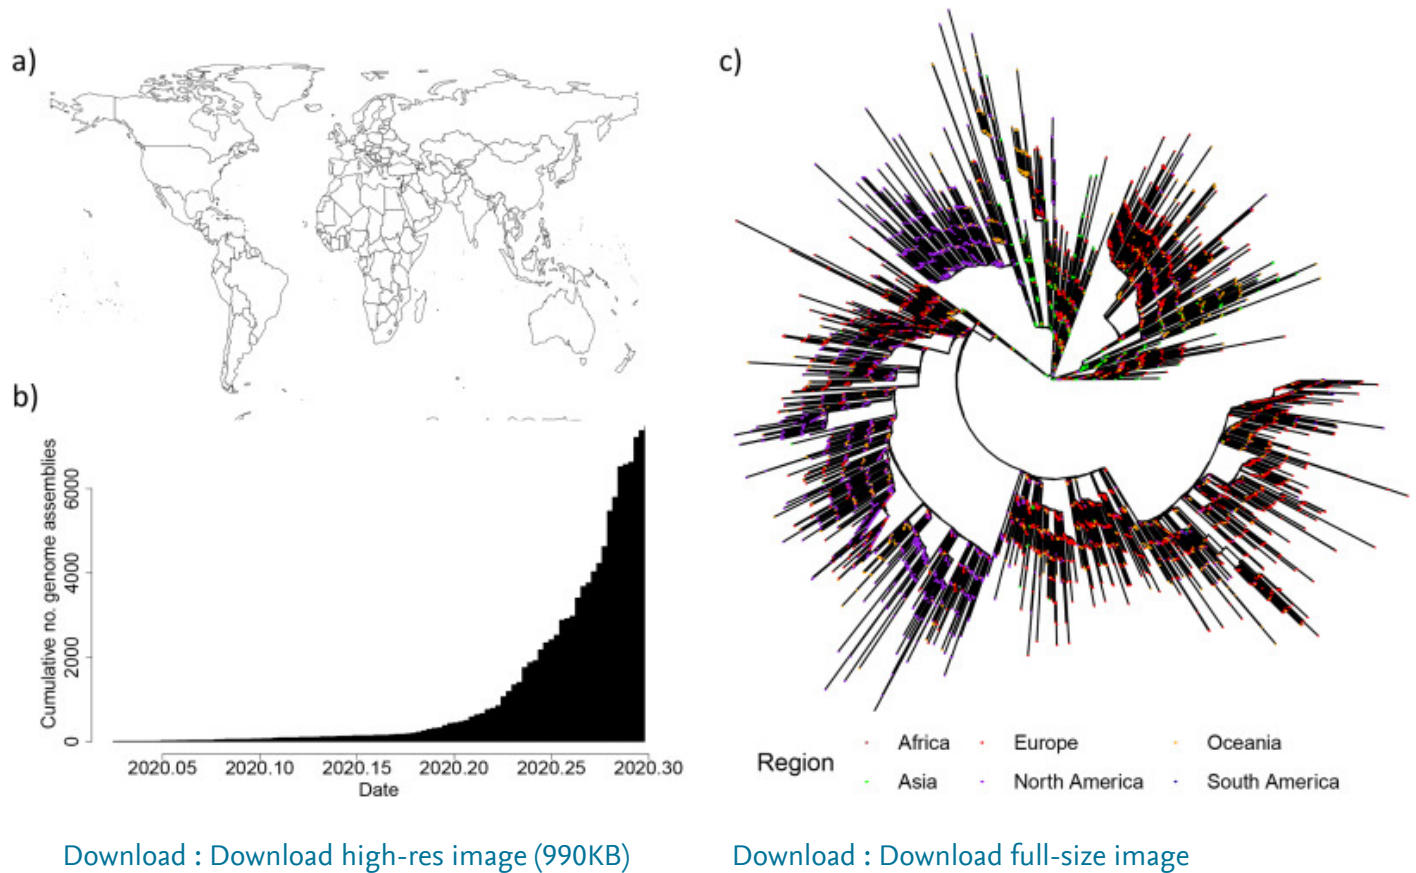 a)
b)
Cumulative no. genome assemblies
6000
4000
2000
0
2020.05 2020.10 2020.15 2020.20 2020.25 2020.30
Date
c)
Region
Africa Europe Oceania
Asia North America South America
Download : Download high-res image (990KB)
Download : Download full-size image